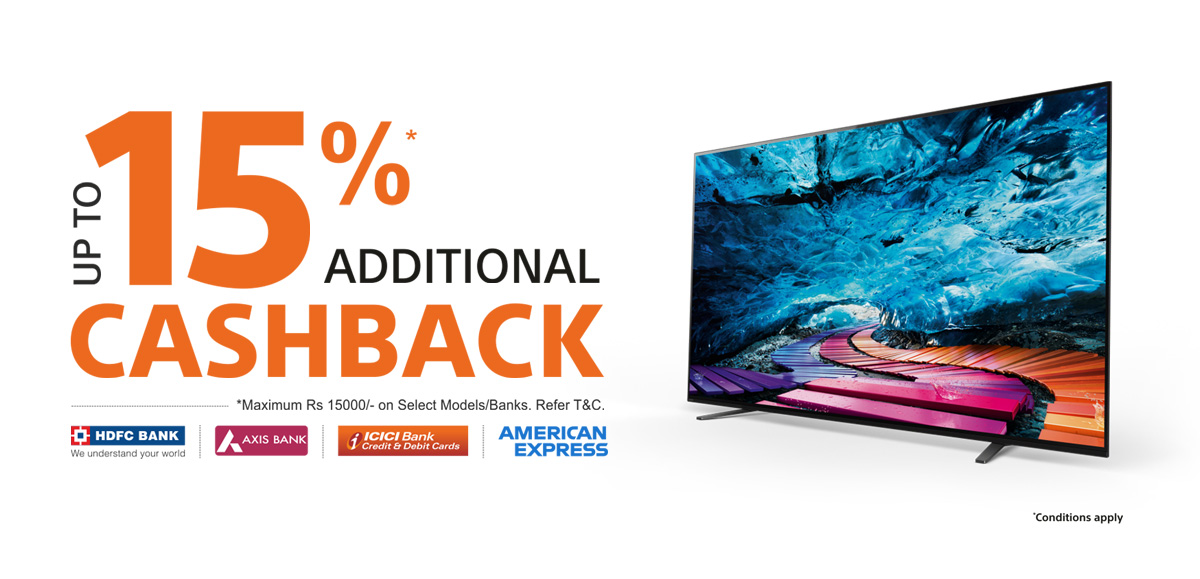 UP TO 15%*
ADDITIONAL
CASHBACK
*Maximum Rs 15000/- on Select Models/Banks. Refer T&C.
HDFC BANK
We understand your world
AXIS BANK
ICICI Bank
Credit & Debit Cards
AMERICAN
EXPRESS
*Conditions apply